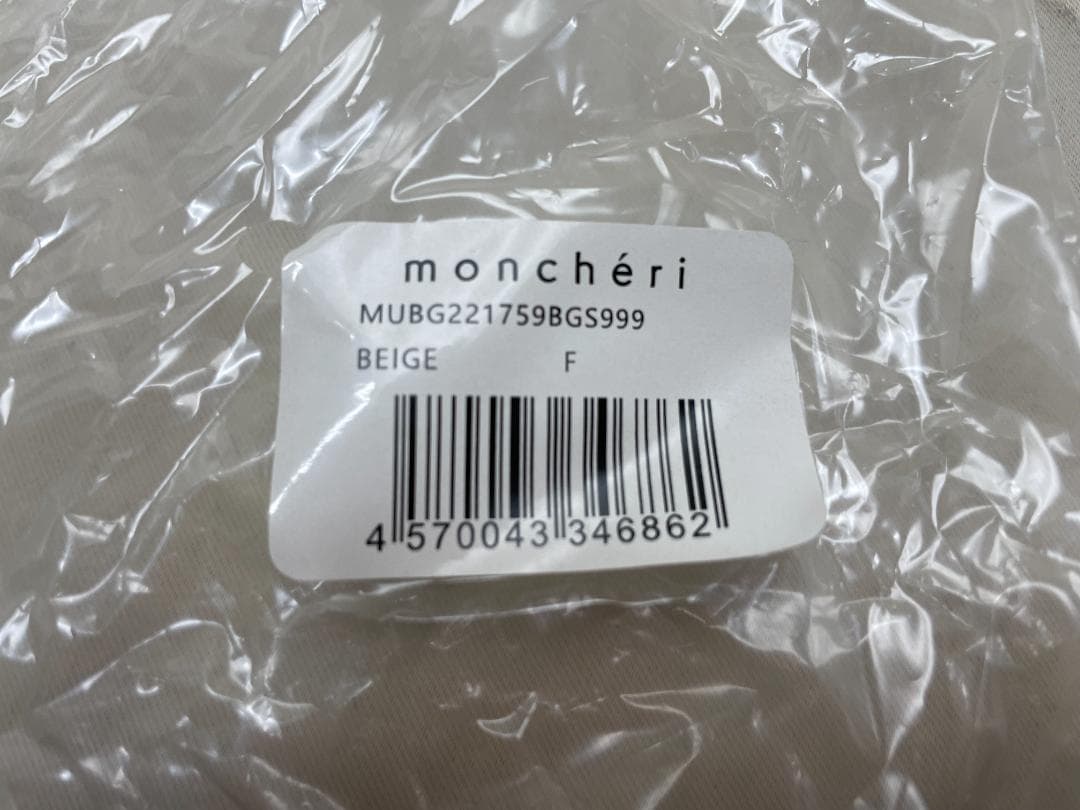 monchéri
MUBG221759BGS999
BEIGE F
4 570043 346862